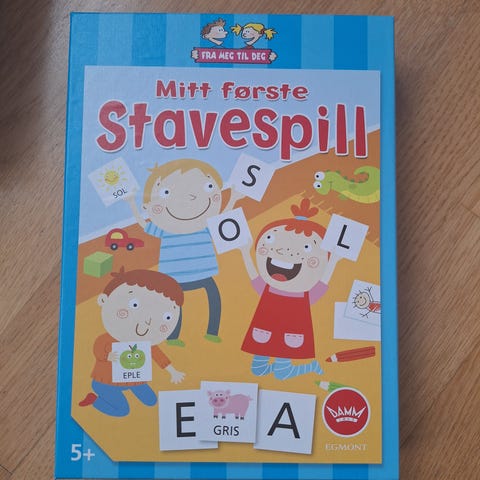 FRA MEG TIL DEG
Mitt første
Stavespill
SOL
S
O
L
EPLE
E
GRIS
A
DAMM
EGMONT
5+